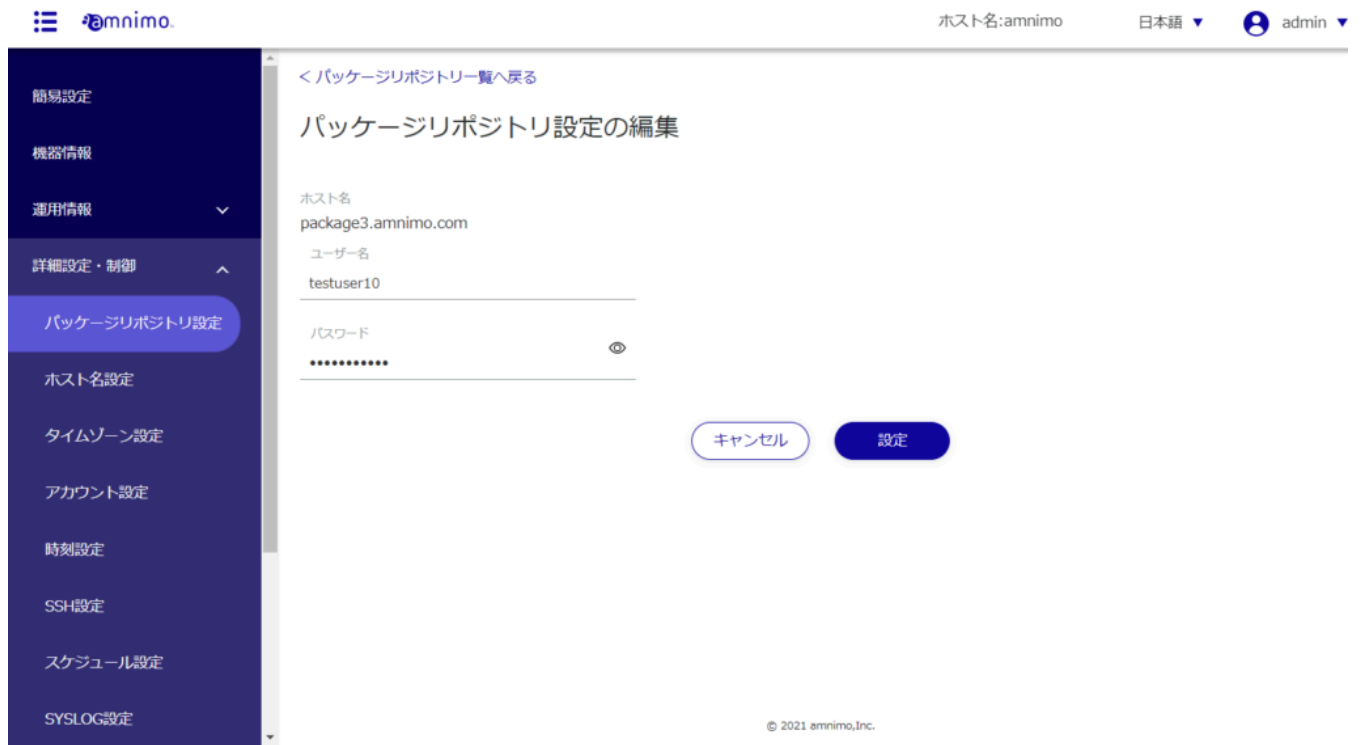 amnimo.
ホスト名:amnimo
日本語 ▼
admin ▼
簡易設定
機器情報
運用情報
詳細設定・制御
パッケージリポジトリ設定
ホスト名設定
タイムゾーン設定
アカウント設定
時刻設定
SSH設定
スケジュール設定
SYSLOG設定
< パッケージリポジトリ一覧へ戻る
パッケージリポジトリ設定の編集
ホスト名
package3.amnimo.com
ユーザー名
testuser10
パスワード
•••••••••••
キャンセル
設定
© 2021 amnimo,Inc.